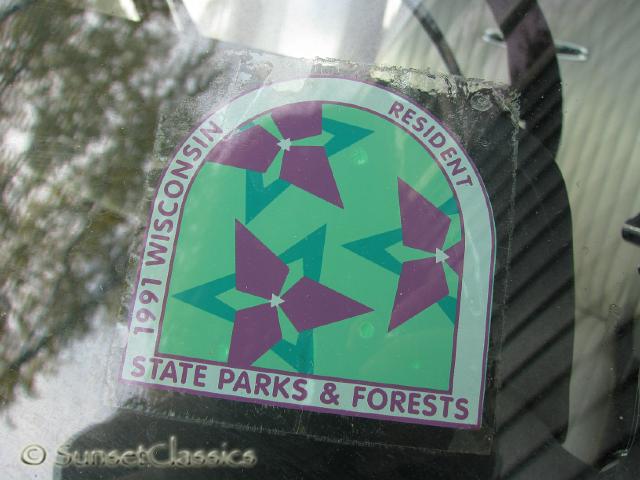 1991 WISCONSIN
RESIDENT
STATE PARKS & FORESTS
© SunsetClassics